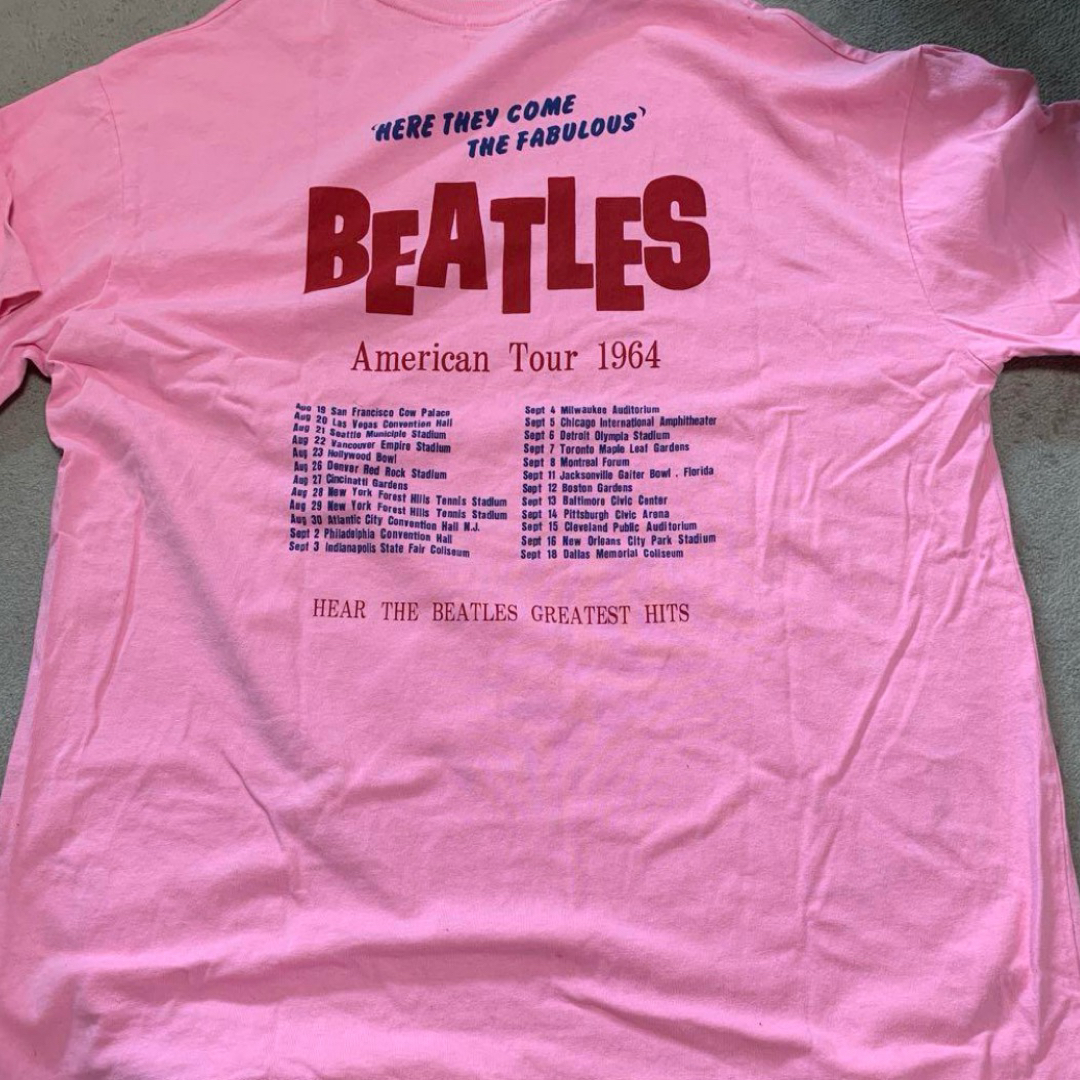 'HERE THEY COME
THE FABULOUS'
BEATLES
American Tour 1964
Aug 19 San Francisco Cow Palace
Aug 20 Las Vegas Convention Hall
Aug 21 Seattle Municiple Stadium
Aug 22 Vancouver Empire Stadium
Aug 23 Hollywood Bowl
Aug 26 Denver Red Rock Stadium
Aug 27 Cincinatti Gardens
Aug 28 New York Forest Hills Tennis Stadium
Aug 29 New York Forest Hills Tennis Stadium
Aug 30 Atlantic City Convention Hall N.J.
Sept 2 Philadelphia Convention Hall
Sept 3 Indianapolis State Fair Coliseum
Sept 4 Milwaukee Auditorium
Sept 5 Chicago International Amphitheater
Sept 6 Detroit Olympia Stadium
Sept 7 Toronto Maple Leaf Gardens
Sept 8 Montreal Forum
Sept 11 Jacksonville Gaiter Bowl . Florida
Sept 12 Boston Gardens
Sept 13 Baltimore Civic Center
Sept 14 Pittsburgh Civic Arena
Sept 15 Cleveland Public Auditorium
Sept 16 New Orleans City Park Stadium
Sept 18 Dallas Memorial Coliseum
HEAR THE BEATLES GREATEST HITS